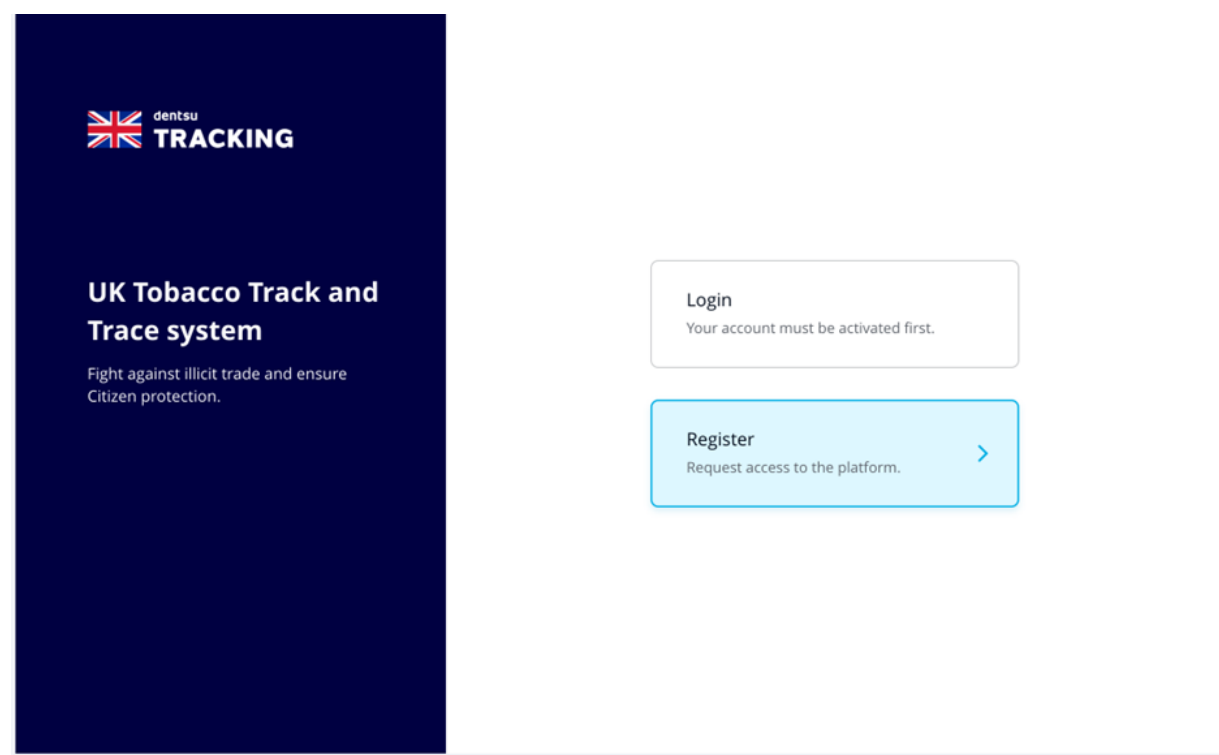 dentsu
TRACKING
UK Tobacco Track and
Trace system
Fight against illicit trade and ensure
Citizen protection.
Login
Your account must be activated first.
Register
Request access to the platform.